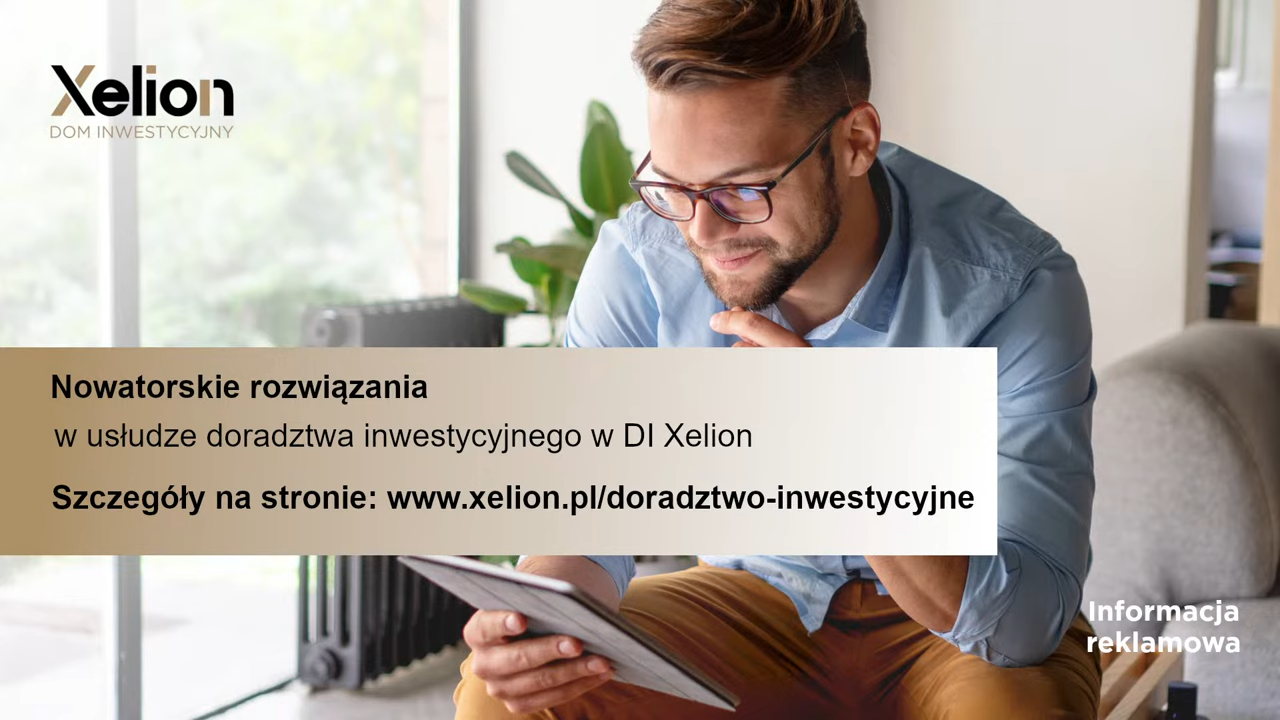 Xelion
DOM INWESTYCYJNY
Nowatorskie rozwiązania
w usłudze doradztwa inwestycyjnego w DI Xelion
Szczegóły na stronie: www.xelion.pl/doradztwo-inwestycyjne
Informacja
reklamowa